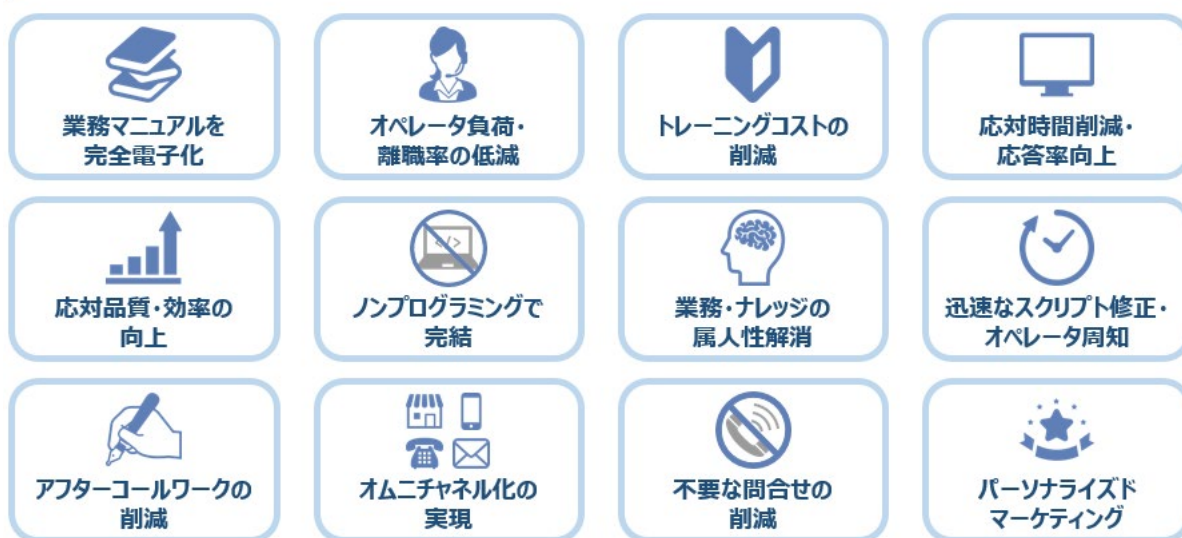 業務マニュアルを
完全電子化
オペレータ負荷・
離職率の低減
トレーニングコストの
削減
応対時間削減・
応答率向上
応対品質・効率の
向上
</>
ノンプログラミングで
完結
業務・ナレッジの
属人性解消
迅速なスクリプト修正・
オペレータ周知
アフターコールワークの
削減
オムニチャネル化の
実現
不要な問合せの
削減
パーソナライズド
マーケティング